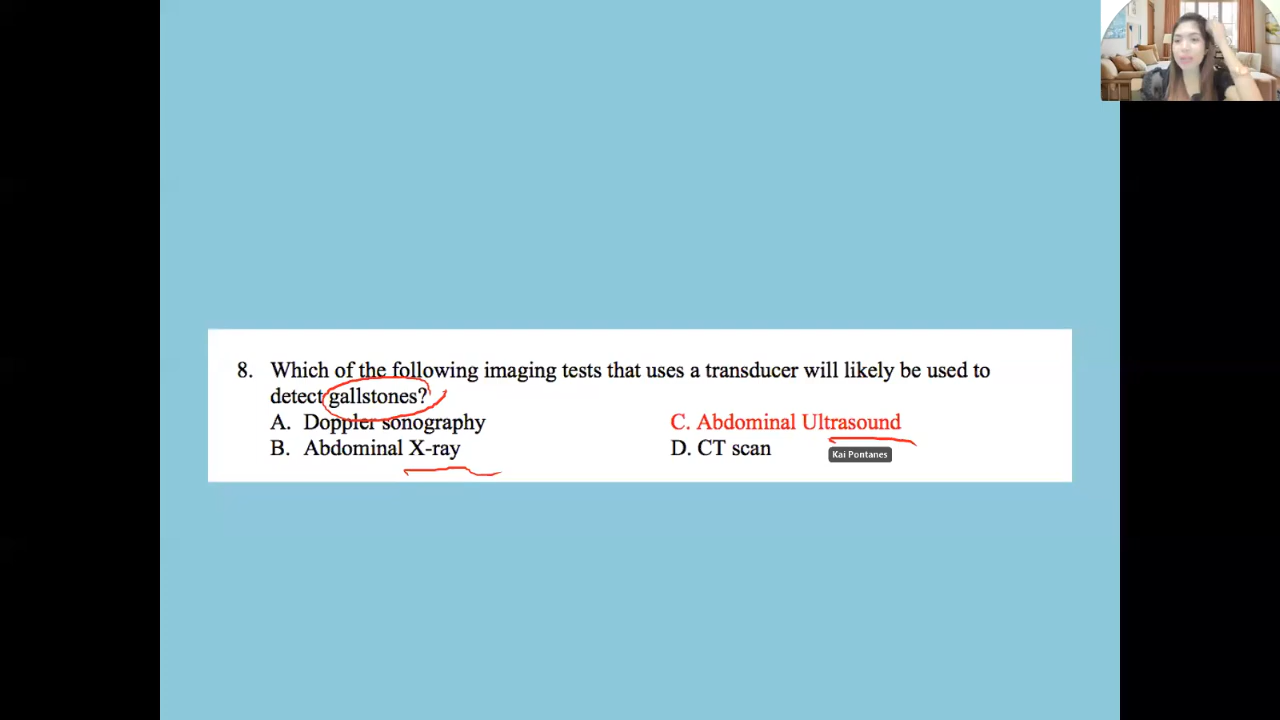 8. Which of the following imaging tests that uses a transducer will likely be used to
detect gallstones?
A. Doppler sonography
B. Abdominal X-ray
C. Abdominal Ultrasound
D. CT scan
Kai Pontanes